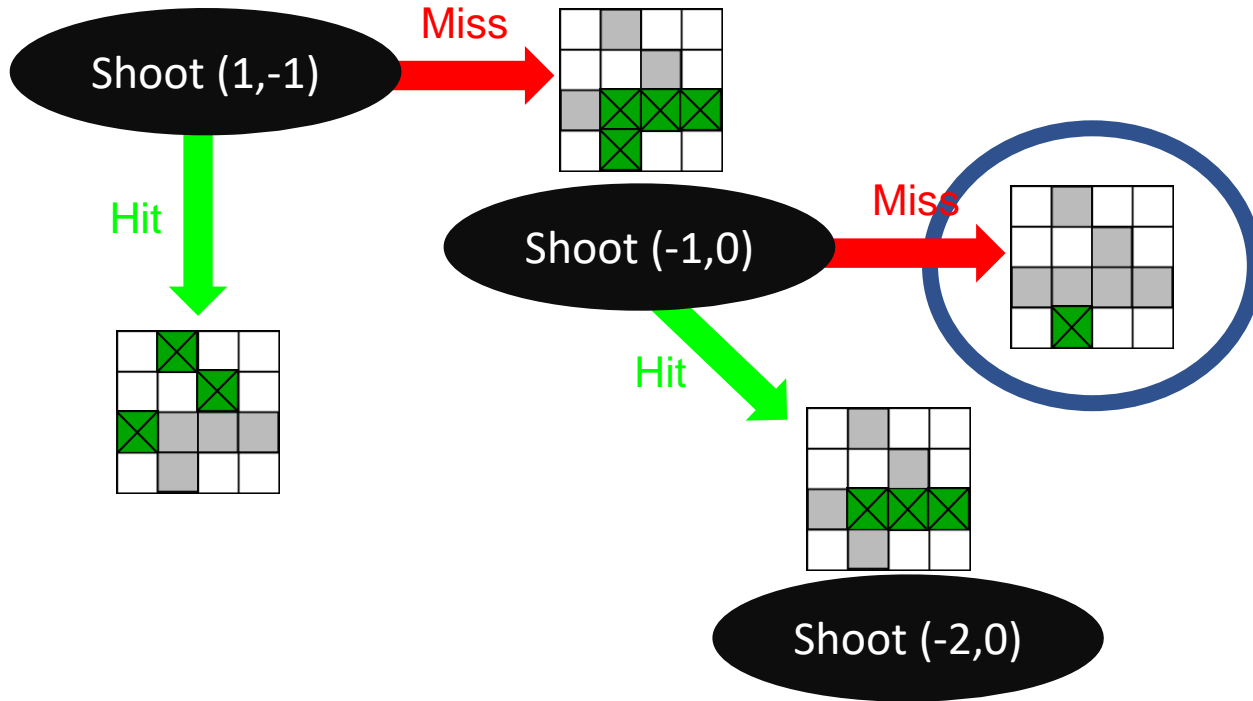 Miss
Shoot (1,-1)
Hit
Miss
Shoot (-1,0)
Hit
Shoot (-2,0)